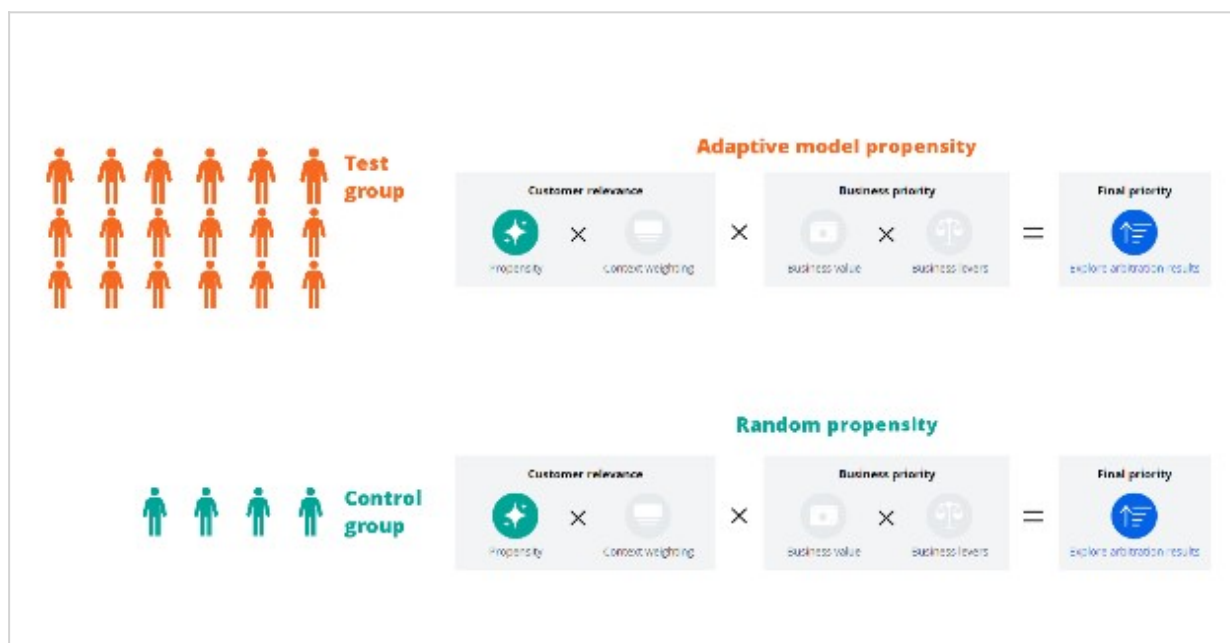 Adaptive model propensity
Test
group
Customer relevance
Business priority
Final priority
×
×
×
=
Propensity
Context weighting
Business value
Business levers
Explore arbitration results
Random propensity
Control
group
Customer relevance
Business priority
Final priority
×
×
×
=
Propensity
Context weighting
Business value
Business levers
Explore arbitration results